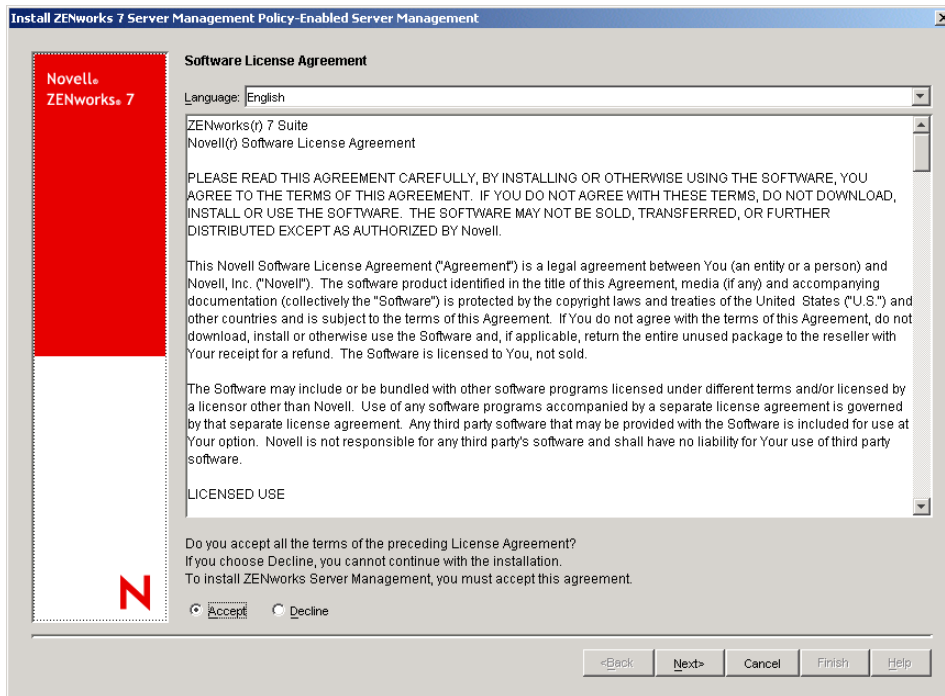 Install ZENworks 7 Server Management Policy-Enabled Server Management
Novell®
ZENworks® 7
Software License Agreement
Language: English
ZENworks(r) 7 Suite
Novell(r) Software License Agreement
PLEASE READ THIS AGREEMENT CAREFULLY, BY INSTALLING OR OTHERWISE USING THE SOFTWARE, YOU
AGREE TO THE TERMS OF THIS AGREEMENT. IF YOU DO NOT AGREE WITH THESE TERMS, DO NOT DOWNLOAD,
INSTALL OR USE THE SOFTWARE. THE SOFTWARE MAY NOT BE SOLD, TRANSFERRED, OR FURTHER
DISTRIBUTED EXCEPT AS AUTHORIZED BY Novell.
This Novell Software License Agreement ("Agreement") is a legal agreement between You (an entity or a person) and
Novell, Inc. ("Novell"). The software product identified in the title of this Agreement, media (if any) and accompanying
documentation (collectively the "Software") is protected by the copyright laws and treaties of the United States ("U.S.") and
other countries and is subject to the terms of this Agreement. If You do not agree with the terms of this Agreement, do not
download, install or otherwise use the Software and, if applicable, return the entire unused package to the reseller with
Your receipt for a refund. The Software is licensed to You, not sold.
The Software may include or be bundled with other software programs licensed under different terms and/or licensed by
a licensor other than Novell. Use of any software programs accompanied by a separate license agreement is governed
by that separate license agreement. Any third party software that may be provided with the Software is included for use at
Your option. Novell is not responsible for any third party's software and shall have no liability for Your use of third party
software.
LICENSED USE
Do you accept all the terms of the preceding License Agreement?
If you choose Decline, you cannot continue with the installation.
To install ZENworks Server Management, you must accept this agreement.
Accept Decline
N
<Back Next> Cancel Finish Help